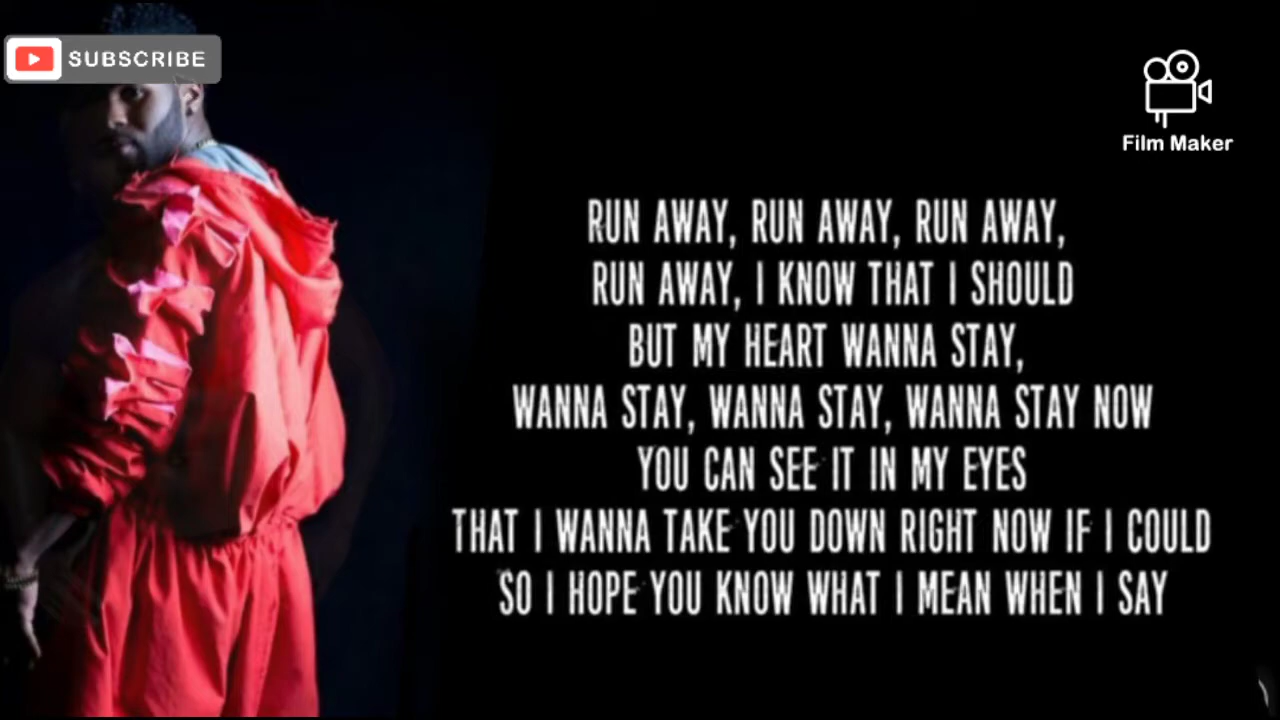 SUBSCRIBE
Film Maker
RUN AWAY, RUN AWAY, RUN AWAY,
RUN AWAY, I KNOW THAT I SHOULD
BUT MY HEART WANNA STAY,
WANNA STAY, WANNA STAY, WANNA STAY NOW
YOU CAN SEE IT IN MY EYES
THAT I WANNA TAKE YOU DOWN RIGHT NOW IF I COULD
SO I HOPE YOU KNOW WHAT I MEAN WHEN I SAY